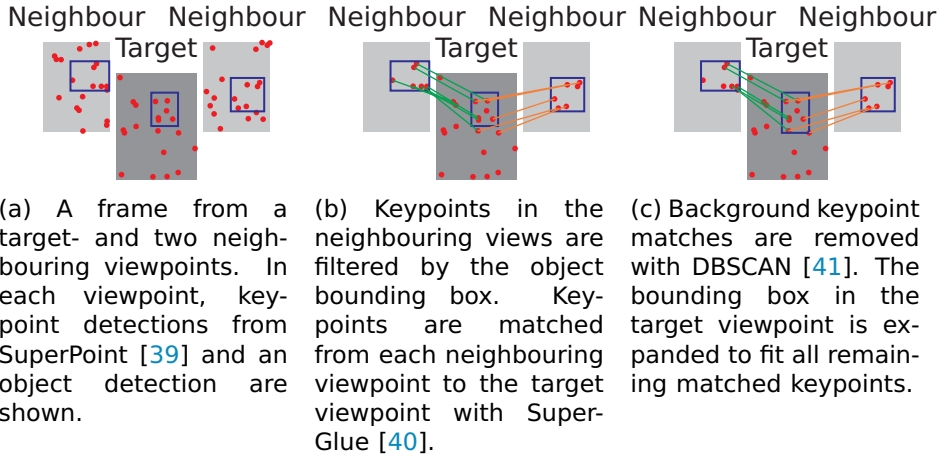 Neighbour Neighbour
Target
Neighbour Neighbour
Target
Neighbour Neighbour
Target
(a) A frame from a
target- and two neigh-
bouring viewpoints. In
each viewpoint, key-
point detections from
SuperPoint [39] and an
object detection are
shown.
(b) Keypoints in the
neighbouring views are
filtered by the object
bounding box. Key-
points are matched
from each neighbouring
viewpoint to the target
viewpoint with Super-
Glue [40].
(c) Background keypoint
matches are removed
with DBSCAN [41]. The
bounding box in the
target viewpoint is ex-
panded to fit all remain-
ing matched keypoints.